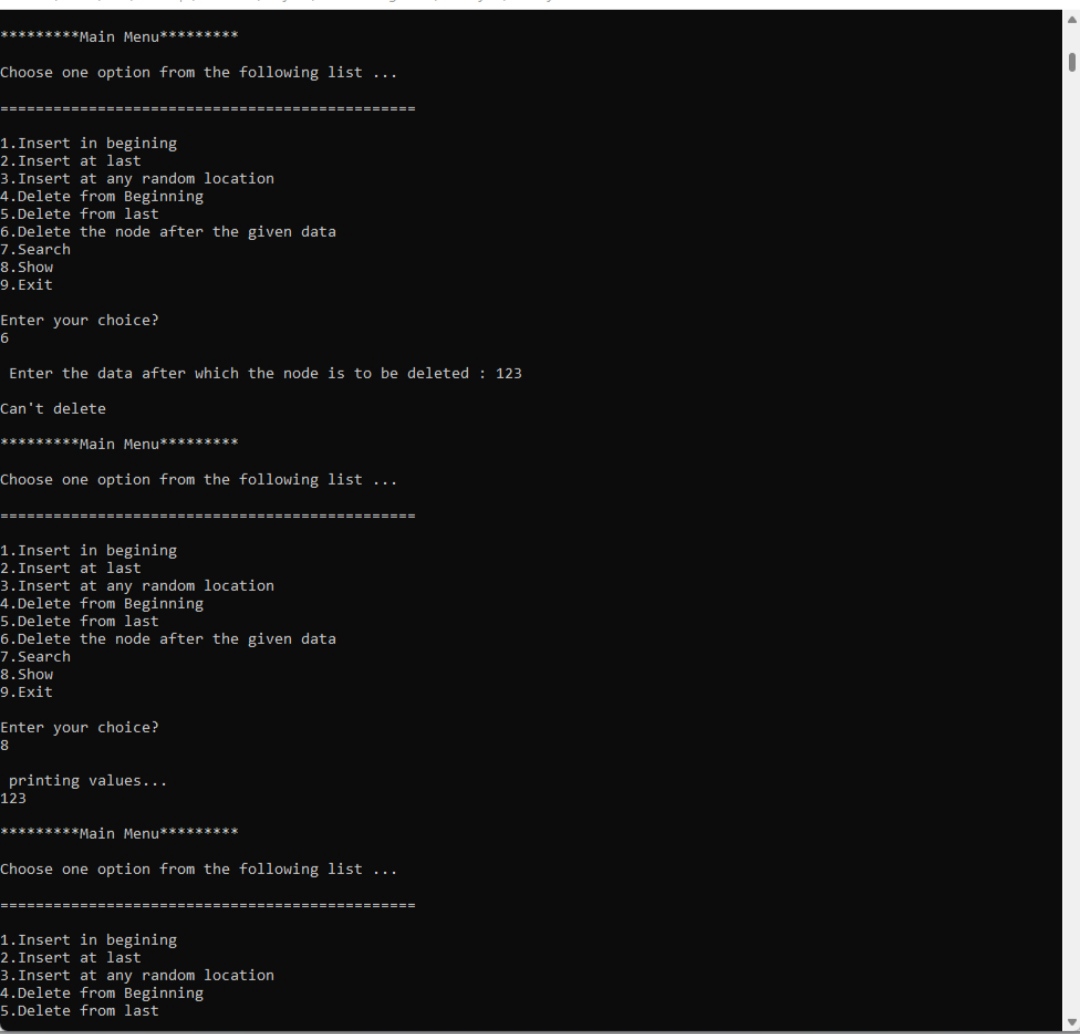 *********Main Menu*********
Choose one option from the following list ...
===============================================
1.Insert in begining
2.Insert at last
3.Insert at any random location
4.Delete from Beginning
5.Delete from last
6.Delete the node after the given data
7.Search
8.Show
9.Exit
Enter your choice?
6
Enter the data after which the node is to be deleted : 123
Can't delete
*********Main Menu*********
Choose one option from the following list ...
===============================================
1.Insert in begining
2.Insert at last
3.Insert at any random location
4.Delete from Beginning
5.Delete from last
6.Delete the node after the given data
7.Search
8.Show
9.Exit
Enter your choice?
8
printing values...
123
*********Main Menu*********
Choose one option from the following list ...
===============================================
1.Insert in begining
2.Insert at last
3.Insert at any random location
4.Delete from Beginning
5.Delete from last